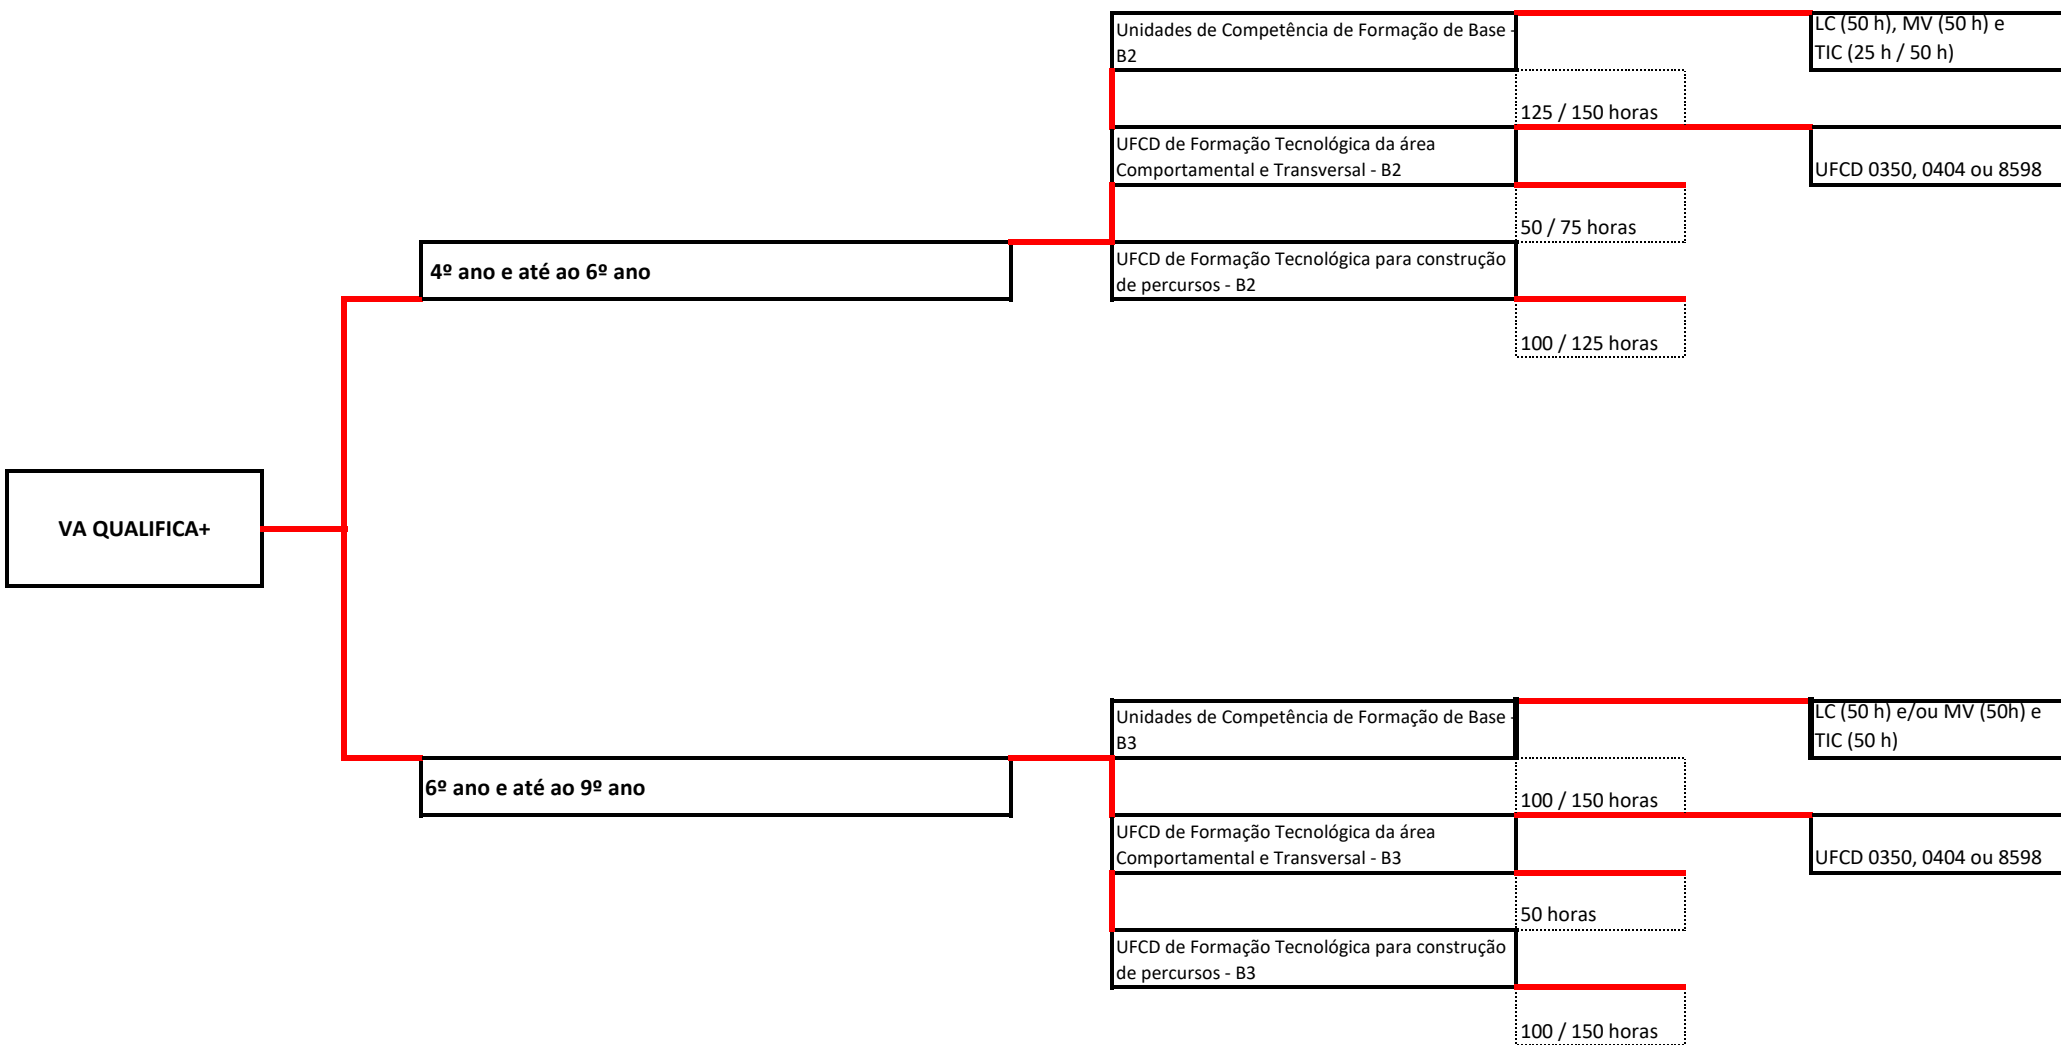 Unidades de Competência de Formação de Base -
B2
LC (50 h), MV (50 h) e
TIC (25 h / 50 h)
125 / 150 horas
UFCD de Formação Tecnológica da área
Comportamental e Transversal - B2
UFCD 0350, 0404 ou 8598
50 / 75 horas
4º ano e até ao 6º ano
UFCD de Formação Tecnológica para construção
de percursos - B2
100 / 125 horas
VA QUALIFICA+
Unidades de Competência de Formação de Base -
B3
LC (50 h) e/ou MV (50h) e
TIC (50 h)
6º ano e até ao 9º ano
100 / 150 horas
UFCD de Formação Tecnológica da área
Comportamental e Transversal - B3
UFCD 0350, 0404 ou 8598
50 horas
UFCD de Formação Tecnológica para construção
de percursos - B3
100 / 150 horas